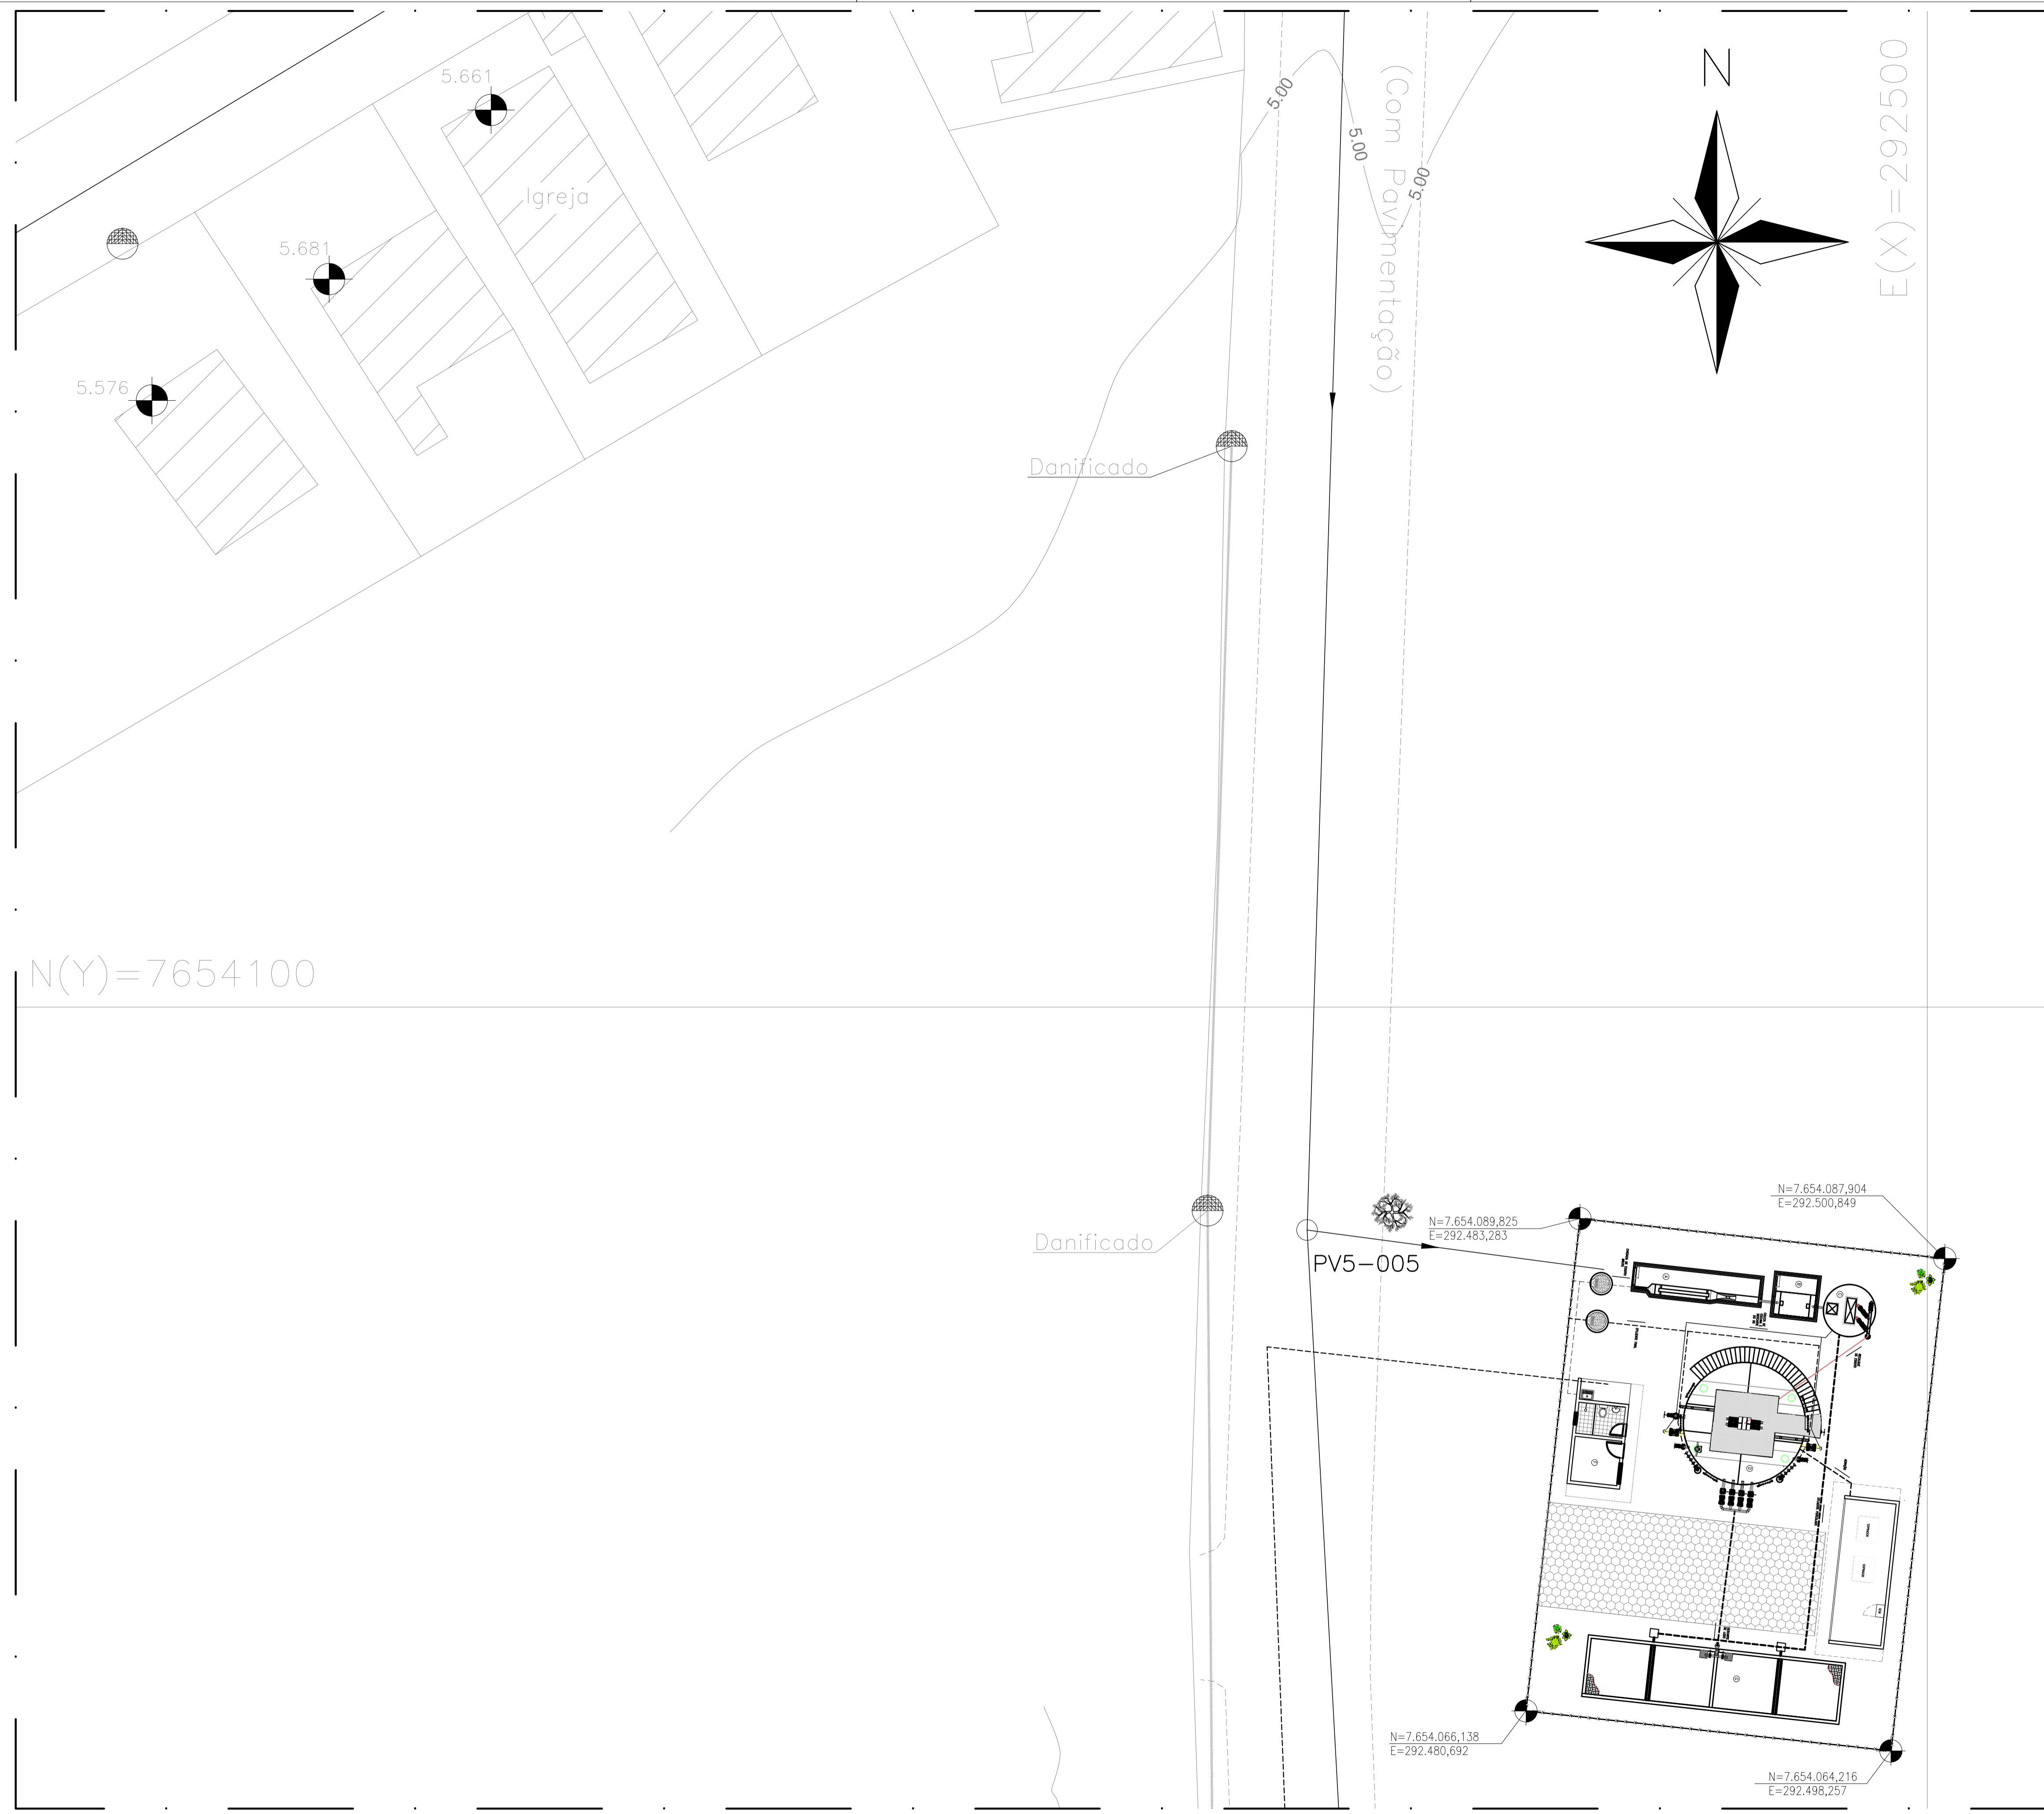 5.661
Igreja
5.681
5.576
5.00
5.00
5.00
(Com Pavimentação)
N
E(X)=292500
Danificado
N(Y)=7654100
Danificado
PV5-005
N=7.654.089,825
E=292.483,283
N=7.654.087,904
E=292.500,849
N=7.654.066,138
E=292.480,692
N=7.654.064,216
E=292.498,257